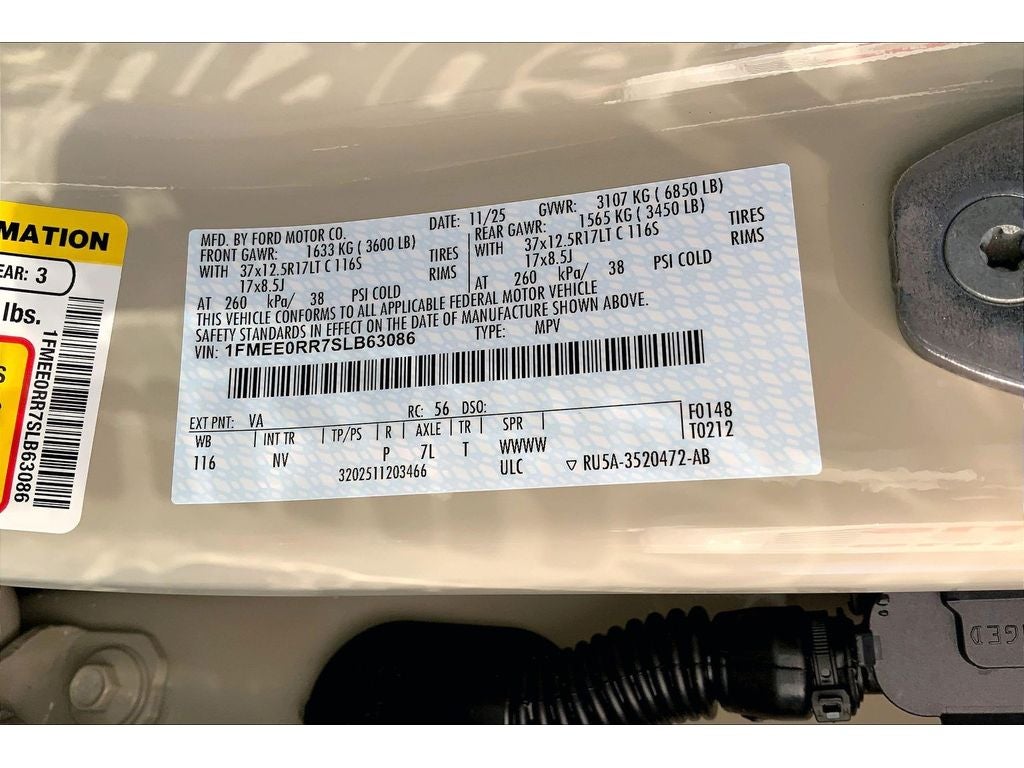 MATION
EAR: 3
lbs.
1FMEE0RR7SLB63086
MFD. BY FORD MOTOR CO. DATE: 11/25 GVWR: 3107 KG ( 6850 LB)
FRONT GAWR: 1633 KG ( 3600 LB) REAR GAWR: 1565 KG ( 3450 LB)
WITH 37x12.5R17LT C 116S TIRES WITH 37x12.5R17LT C 116S TIRES
17x8.5J RIMS 17x8.5J RIMS
AT 260 kPa/ 38 PSI COLD AT 260 kPa/ 38 PSI COLD
THIS VEHICLE CONFORMS TO ALL APPLICABLE FEDERAL MOTOR VEHICLE
SAFETY STANDARDS IN EFFECT ON THE DATE OF MANUFACTURE SHOWN ABOVE.
VIN: 1FMEE0RR7SLB63086 TYPE: MPV
EXT PNT: VA RC: 56 DSO:
WB INT TR TP/PS R AXLE TR SPR F0148
116 NV P 7L T WWWW T0212
3202511203466 ULC RU5A-3520472-AB
NGED